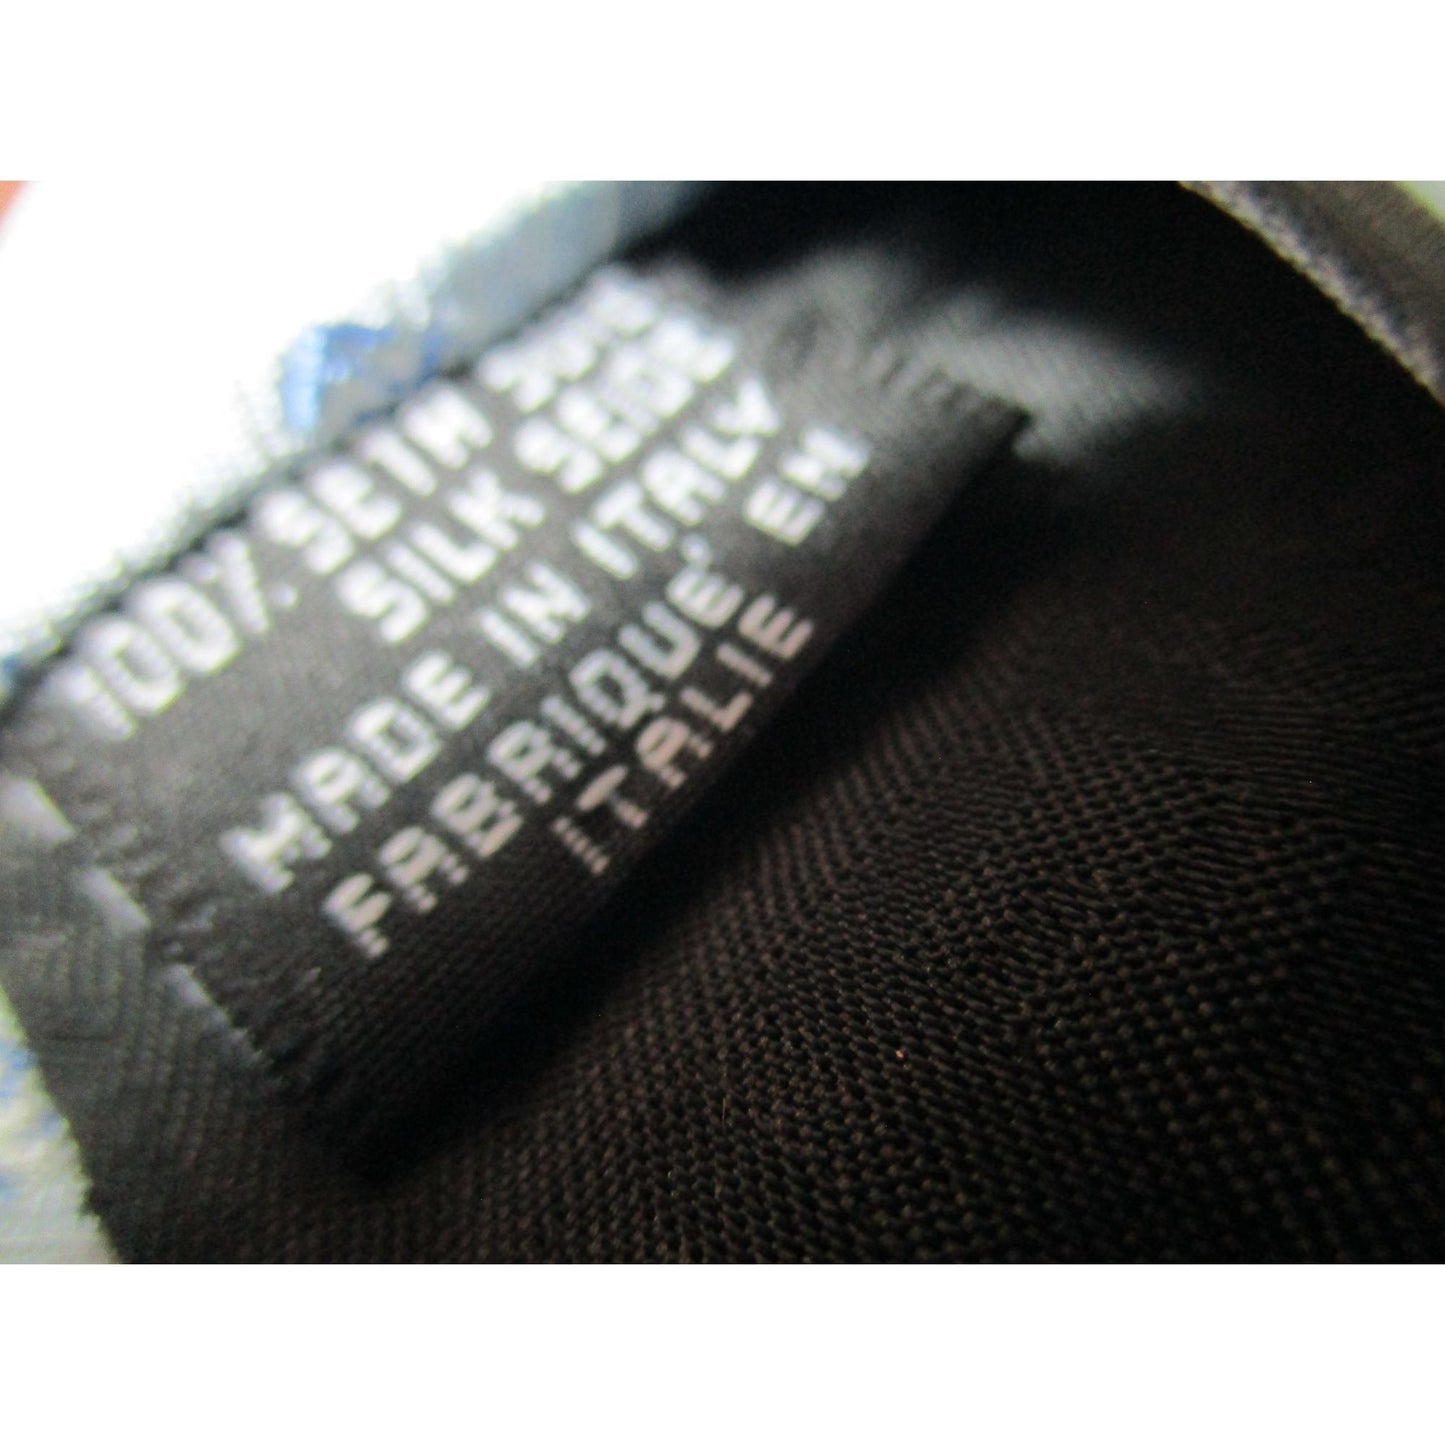 100% SETA SOIE
SILK SEIDE
MADE IN ITALY
FABRIQUE' EN
ITALIE